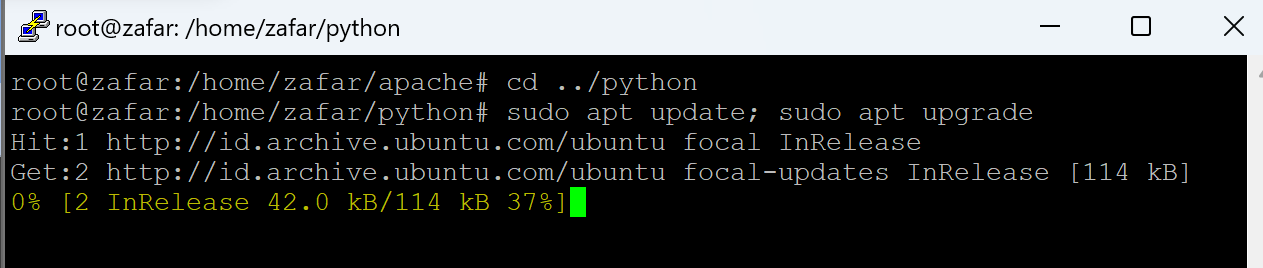 root@zafar: /home/zafar/python
root@zafar:/home/zafar/apache# cd ../python
root@zafar:/home/zafar/python# sudo apt update; sudo apt upgrade
Hit:1 http://id.archive.ubuntu.com/ubuntu focal InRelease
Get:2 http://id.archive.ubuntu.com/ubuntu focal-updates InRelease [114 kB]
0% [2 InRelease 42.0 kB/114 kB 37%]